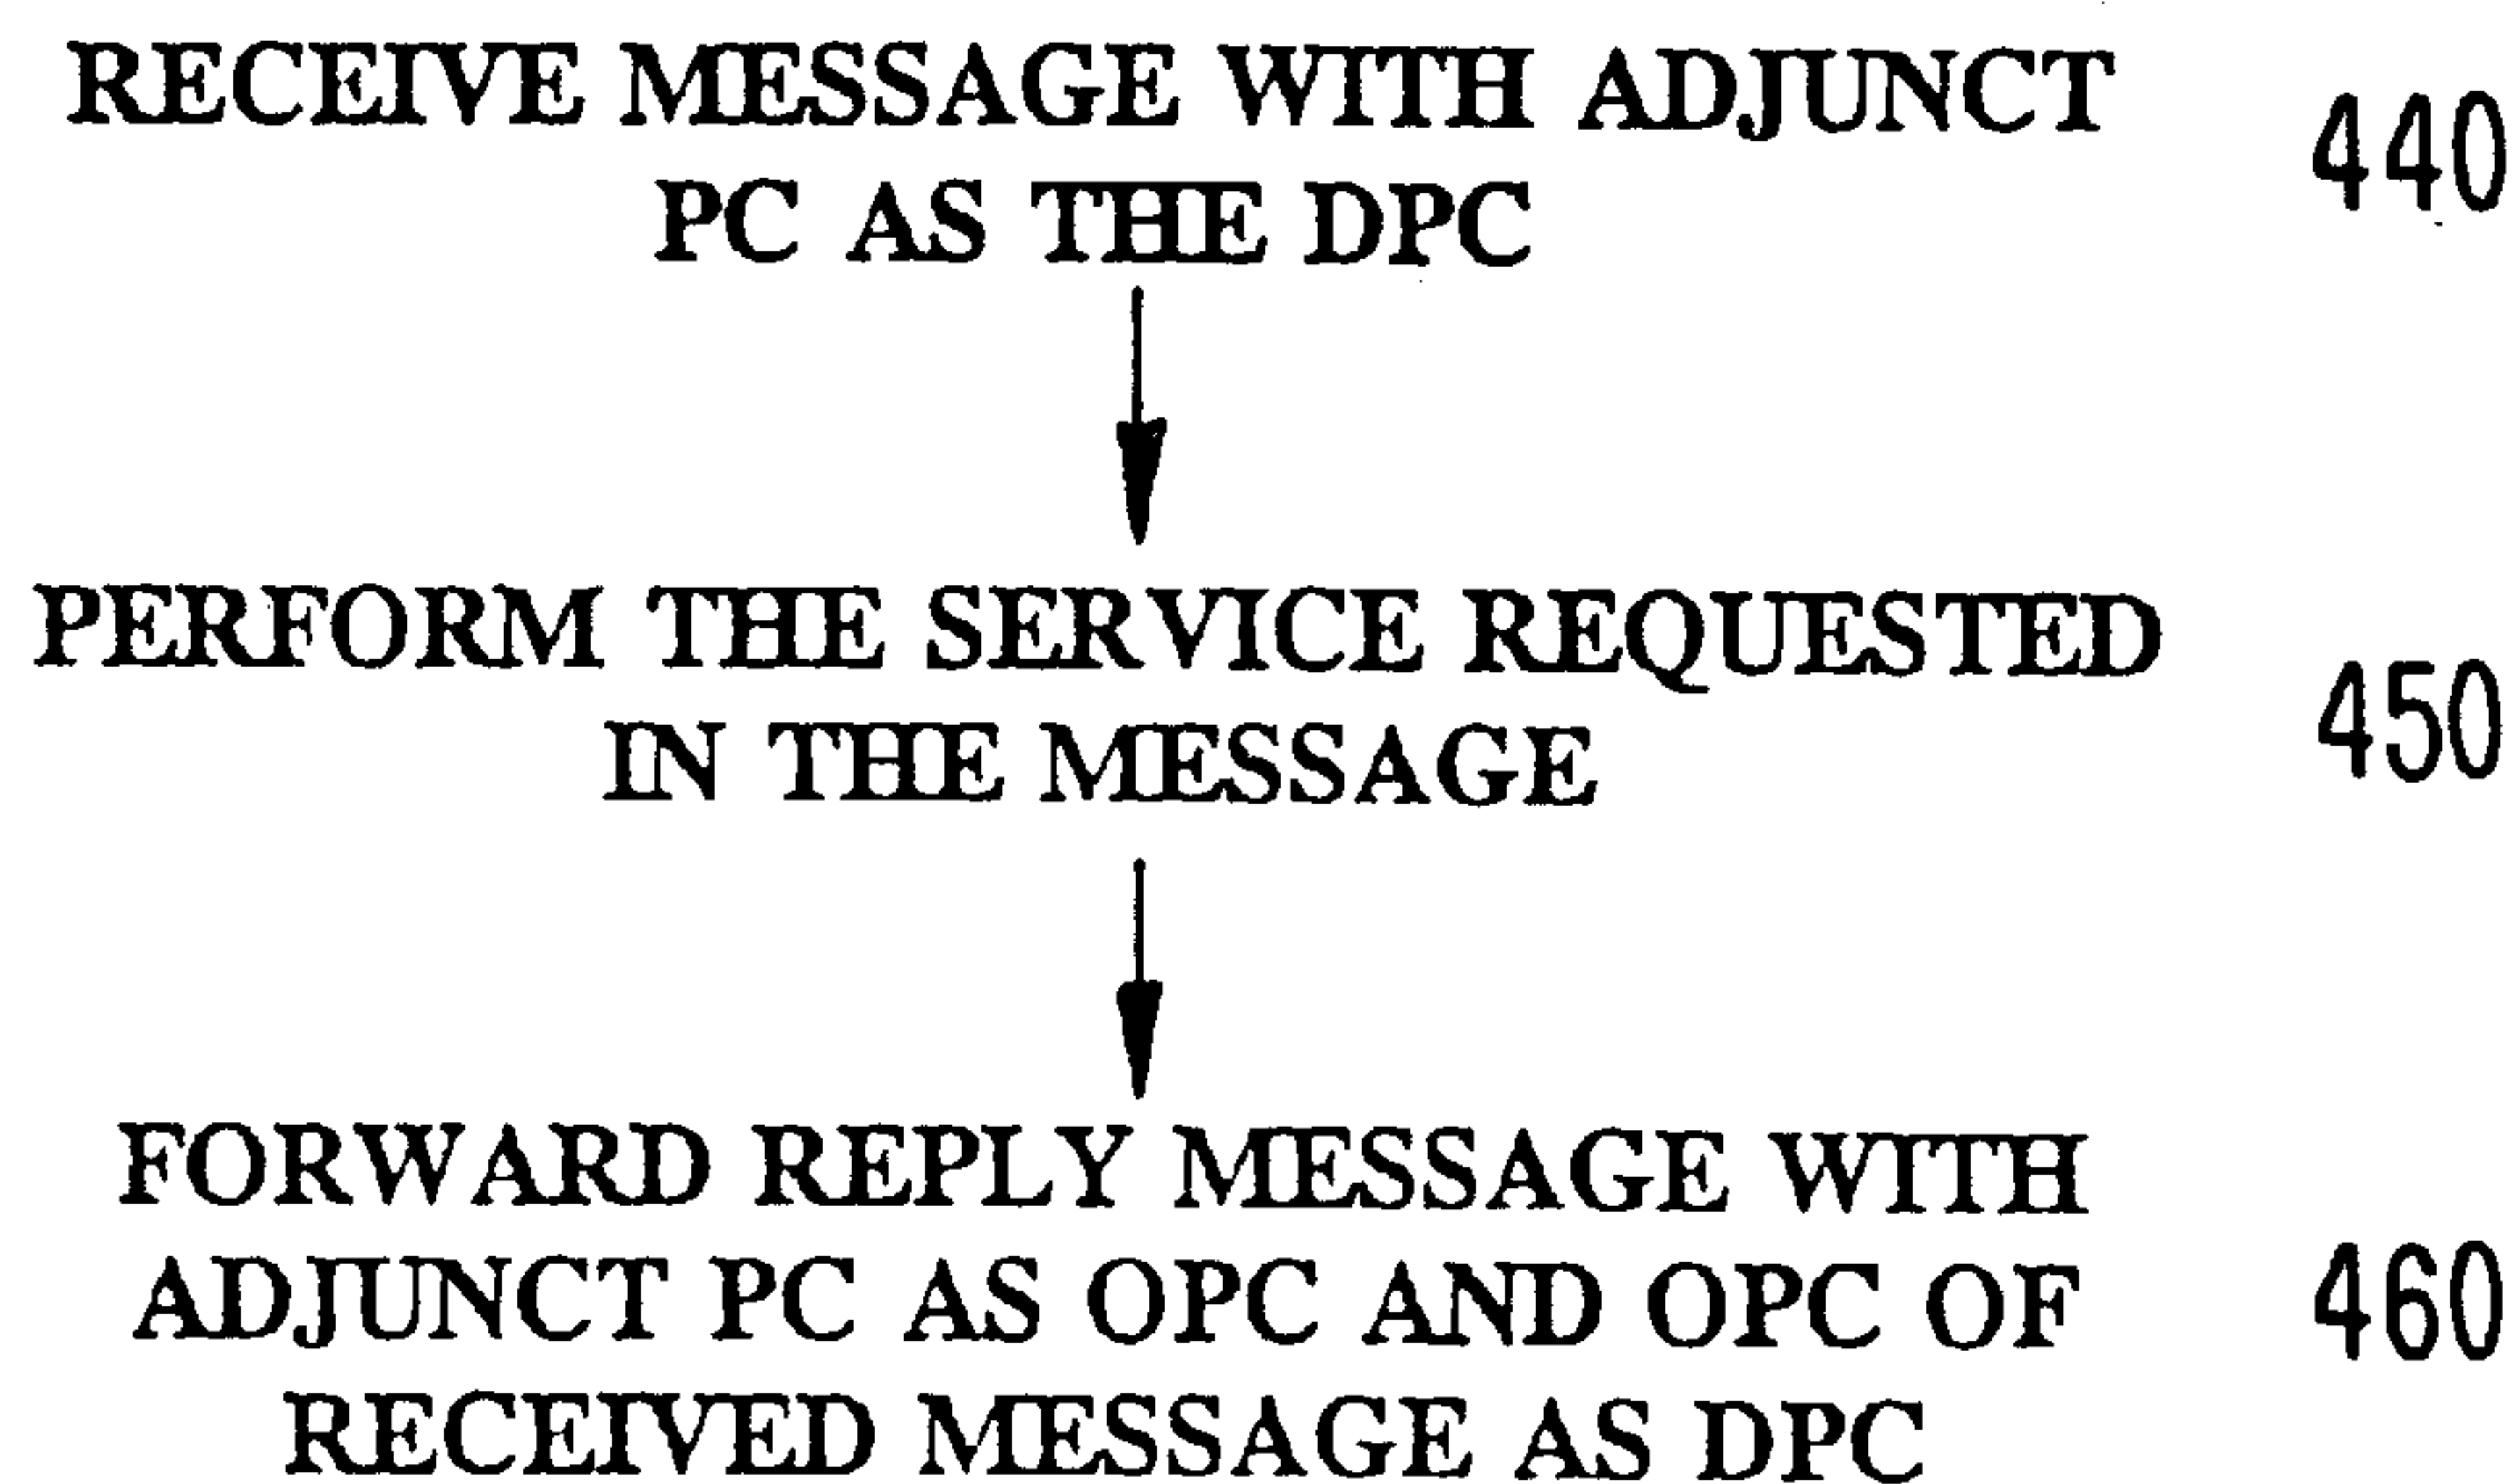 RECEIVE MESSAGE WITH ADJUNCT
PC AS THE DPC
440
PERFORM THE SERVICE REQUESTED
IN THE MESSAGE
450
FORWARD REPLY MESSAGE WITH
ADJUNCT PC AS OPC AND OPC OF
460
RECEIVED MESSAGE AS DPC